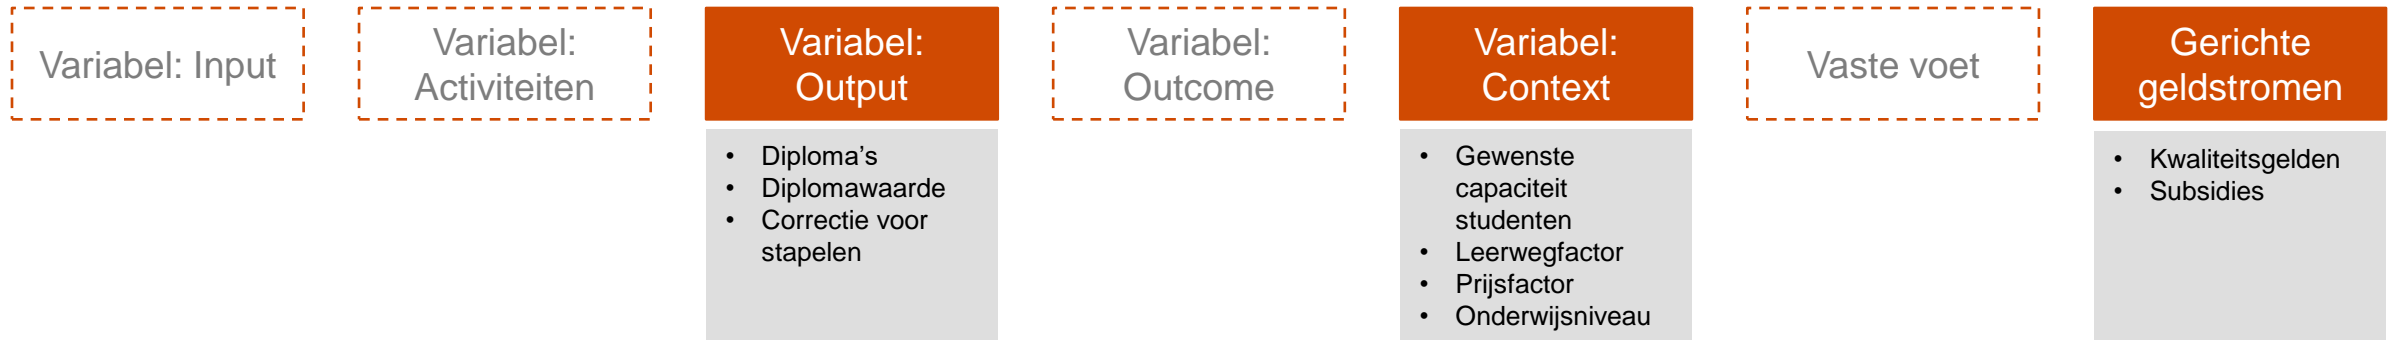 Variabel: Input
Variabel:
Activiteiten
Variabel:
Output
• Diploma's
• Diplomawaarde
• Correctie voor
stapelen
Variabel:
Outcome
Variabel:
Context
• Gewenste
capaciteit
studenten
• Leerwegfactor
• Prijsfactor
• Onderwijsniveau
Vaste voet
Gerichte
geldstromen
• Kwaliteitsgelden
• Subsidies